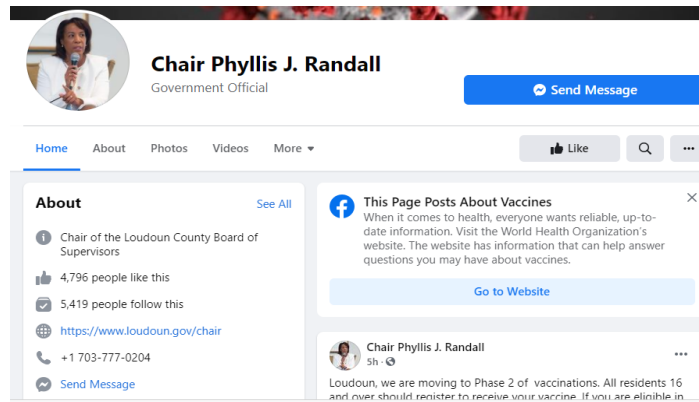 Chair Phyllis J. Randall
Government Official
Send Message
Home About Photos Videos More
Like
About
See All
Chair of the Loudoun County Board of
Supervisors
4,796 people like this
5,419 people follow this
https://www.loudoun.gov/chair
+1 703-777-0204
Send Message
This Page Posts About Vaccines
When it comes to health, everyone wants reliable, up-to-
date information. Visit the World Health Organization's
website. The website has information that can help answer
questions you may have about vaccines.
Go to Website
Chair Phyllis J. Randall
5h ·
Loudoun, we are moving to Phase 2 of vaccinations. All residents 16
and over should register to receive your vaccine. If you are eligible in